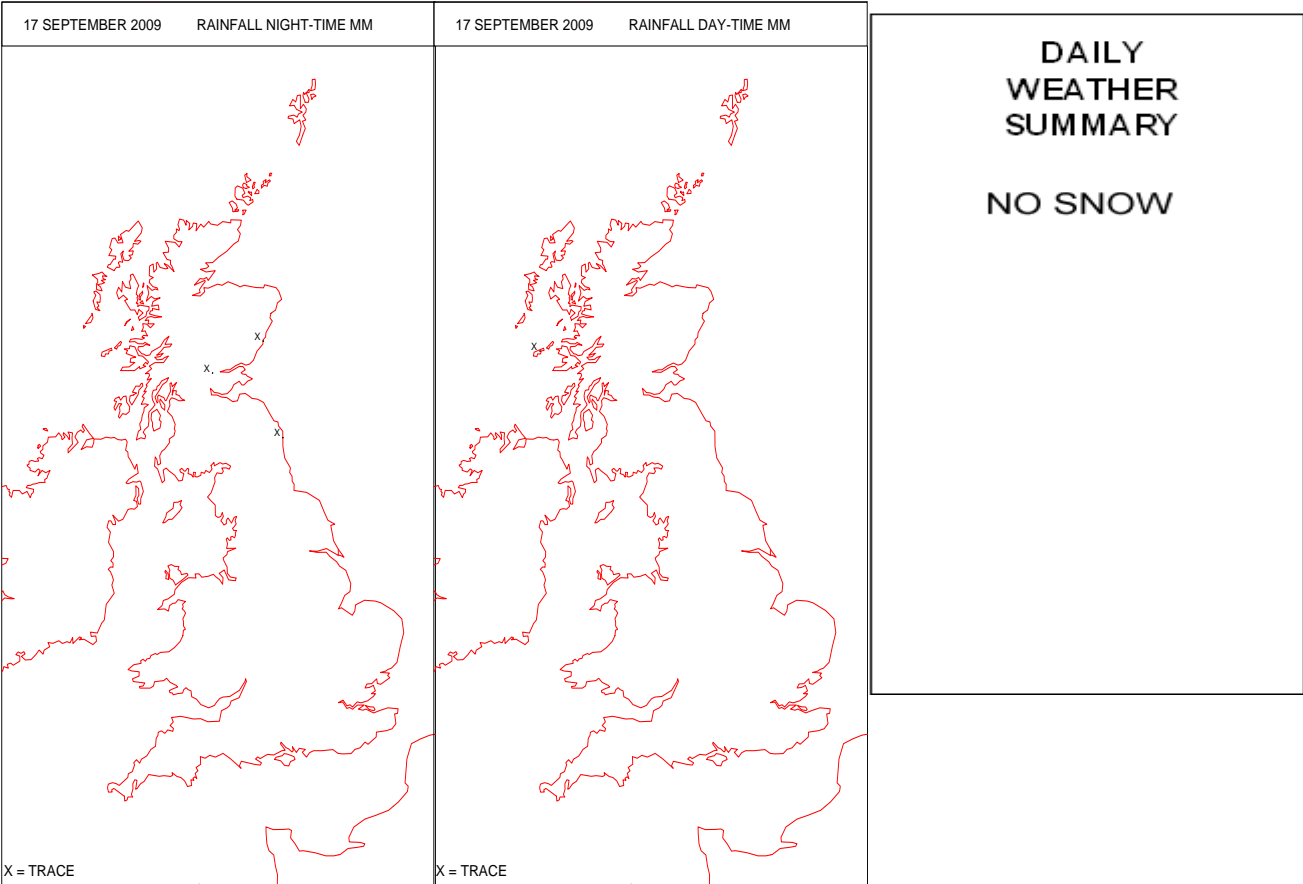 17 SEPTEMBER 2009 RAINFALL NIGHT-TIME MM
X.
X.
X.
X = TRACE
17 SEPTEMBER 2009 RAINFALL DAY-TIME MM
X.
X = TRACE
DAILY
WEATHER
SUMMARY
NO SNOW